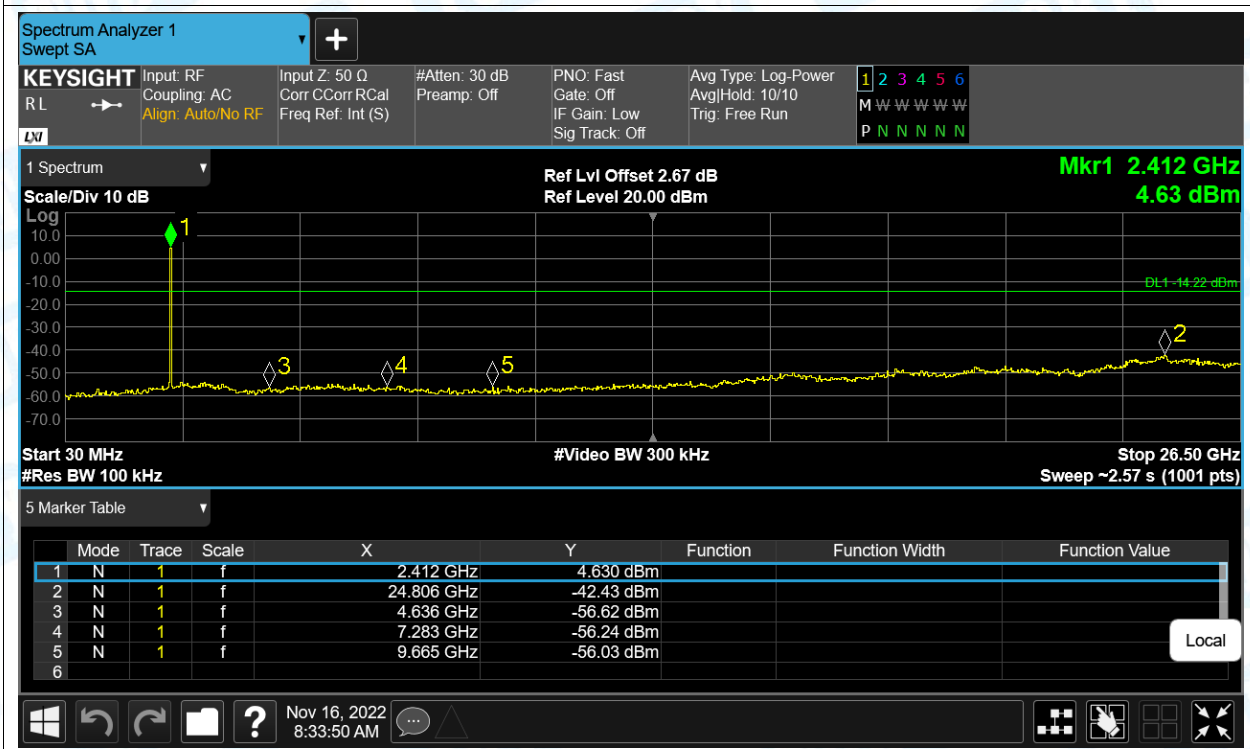 Spectrum Analyzer 1
Swept SA
KEYSIGHT
R L
LXI
Input: RF
Coupling: AC
Align: Auto/No RF
Input Z: 50 Ω
Corr CCorr RCal
Freq Ref: Int (S)
#Atten: 30 dB
Preamp: Off
PNO: Fast
Gate: Off
IF Gain: Low
Sig Track: Off
Avg Type: Log-Power
Avg|Hold: 10/10
Trig: Free Run
1 2 3 4 5 6
M W W W W W
P N N N N N
1 Spectrum
Scale/Div 10 dB
Ref Lvl Offset 2.67 dB
Ref Level 20.00 dBm
Mkr1 2.412 GHz
4.63 dBm
Log
10.0
0.00
-10.0
-20.0
-30.0
-40.0
-50.0
-60.0
-70.0
1
DL1 -14.22 dBm
2
3
4
5
Start 30 MHz
#Res BW 100 kHz
#Video BW 300 kHz
Stop 26.50 GHz
Sweep ~2.57 s (1001 pts)
5 Marker Table
Mode Trace Scale X Y Function Function Width Function Value
1 N 1 f 2.412 GHz 4.630 dBm
2 N 1 f 24.806 GHz -42.43 dBm
3 N 1 f 4.636 GHz -56.62 dBm
4 N 1 f 7.283 GHz -56.24 dBm
5 N 1 f 9.665 GHz -56.03 dBm
6
Local
Nov 16, 2022
8:33:50 AM